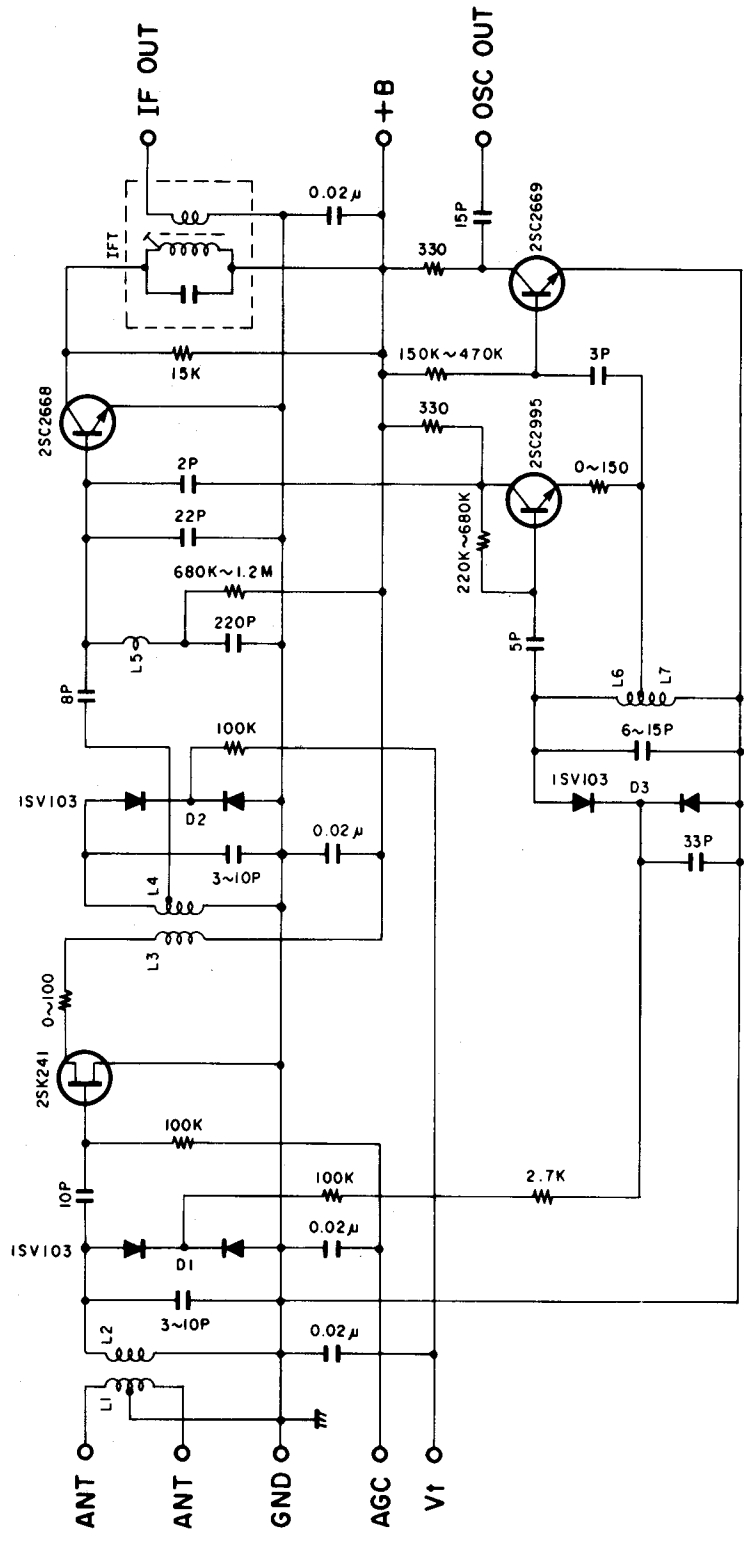 IF OUT
+B
OSC OUT
IFT
0.02μ
15P
2SC2669
330
15K
150K~470K
3P
2SC2668
330
2SC2995
2P
0~150
22P
220K~680K
680K~1.2M
220P
L5
5P
8P
L6
L7
100K
6~15P
1SV103
D2
1SV103
D3
0.02μ
3~10P
33P
L4
L3
0~100
2SK241
100K
10P
100K
2.7K
1SV103
D1
0.02μ
3~10P
L2
0.02μ
L1
ANT
ANT
GND
AGC
Vt